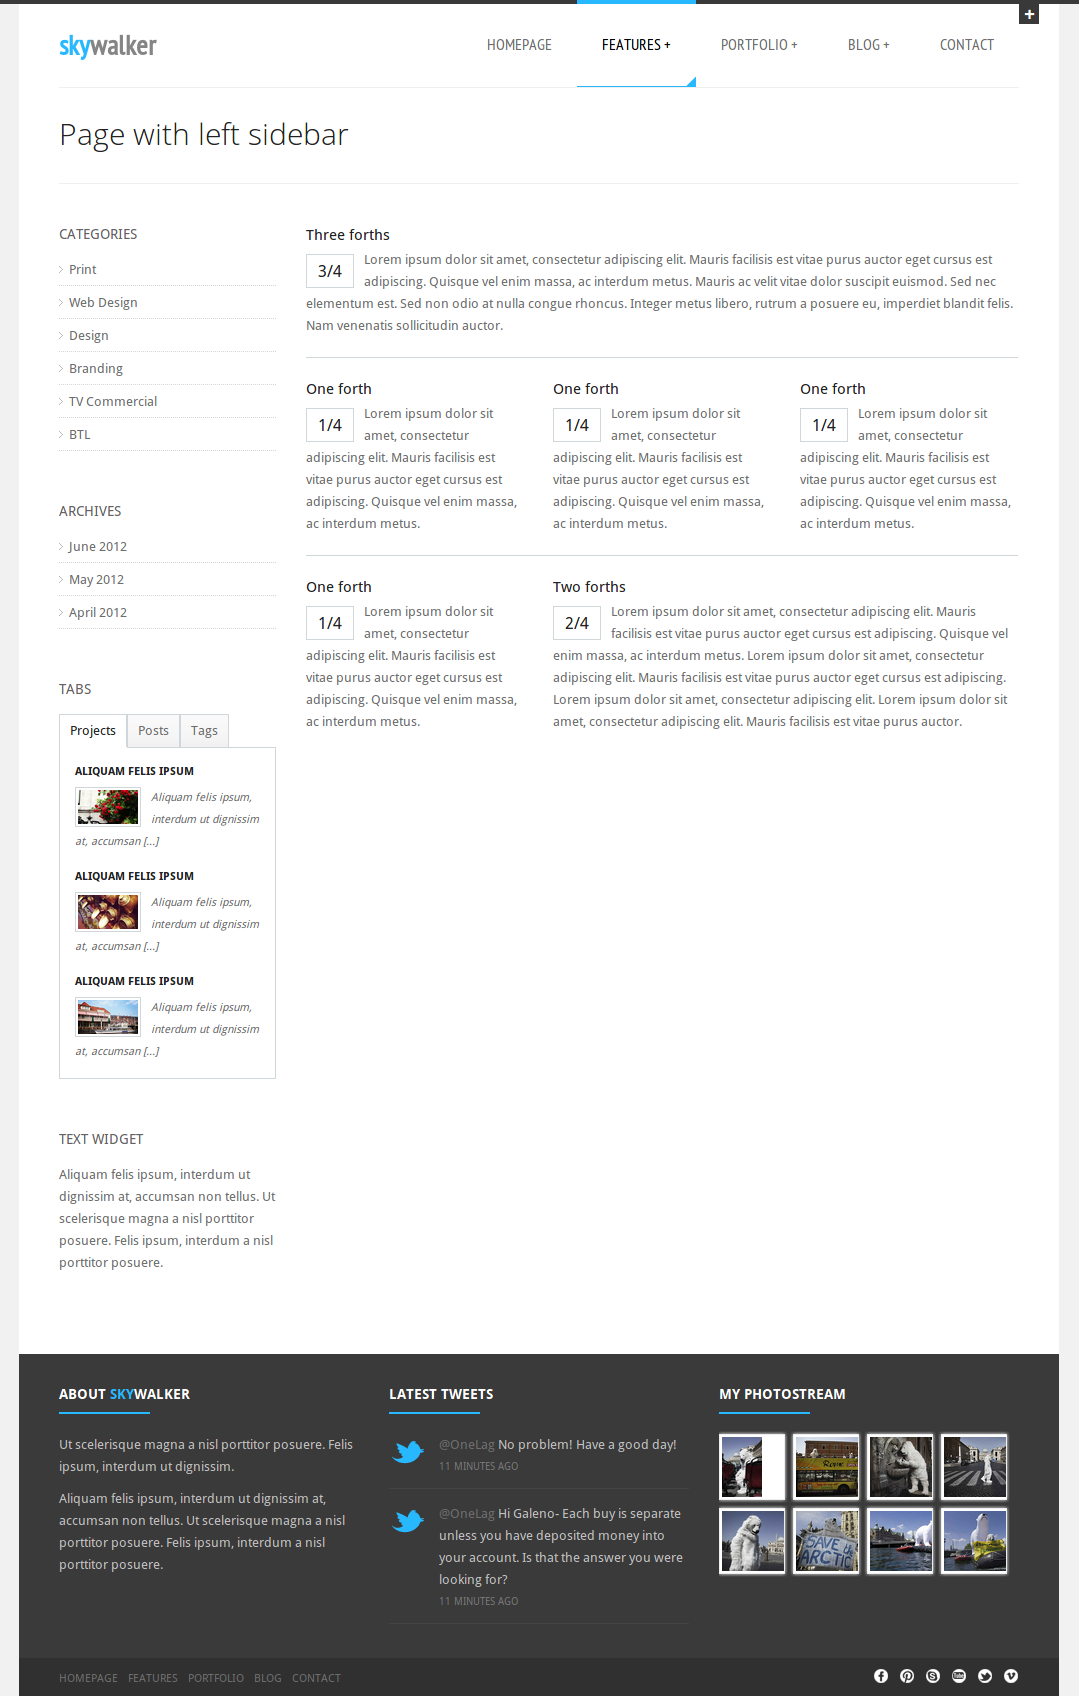 +
skywalker
HOMEPAGE FEATURES + PORTFOLIO + BLOG + CONTACT
Page with left sidebar
CATEGORIES
Print
Web Design
Design
Branding
TV Commercial
BTL
ARCHIVES
June 2012
May 2012
April 2012
TABS
Projects Posts Tags
ALIQUAM FELIS IPSUM
Aliquam felis ipsum,
interdum ut dignissim
at, accumsan [...]
ALIQUAM FELIS IPSUM
Aliquam felis ipsum,
interdum ut dignissim
at, accumsan [...]
ALIQUAM FELIS IPSUM
Aliquam felis ipsum,
interdum ut dignissim
at, accumsan [...]
TEXT WIDGET
Aliquam felis ipsum, interdum ut
dignissim at, accumsan non tellus. Ut
scelerisque magna a nisl porttitor
posuere. Felis ipsum, interdum a nisl
porttitor posuere.
Three forths
3/4
Lorem ipsum dolor sit amet, consectetur adipiscing elit. Mauris facilisis est vitae purus auctor eget cursus est
adipiscing. Quisque vel enim massa, ac interdum metus. Mauris ac velit vitae dolor suscipit euismod. Sed nec
elementum est. Sed non odio at nulla congue rhoncus. Integer metus libero, rutrum a posuere eu, imperdiet blandit felis.
Nam venenatis sollicitudin auctor.
One forth
1/4
Lorem ipsum dolor sit
amet, consectetur
adipiscing elit. Mauris facilisis est
vitae purus auctor eget cursus est
adipiscing. Quisque vel enim massa,
ac interdum metus.
One forth
1/4
Lorem ipsum dolor sit
amet, consectetur
adipiscing elit. Mauris facilisis est
vitae purus auctor eget cursus est
adipiscing. Quisque vel enim massa,
ac interdum metus.
One forth
1/4
Lorem ipsum dolor sit
amet, consectetur
adipiscing elit. Mauris facilisis est
vitae purus auctor eget cursus est
adipiscing. Quisque vel enim massa,
ac interdum metus.
One forth
1/4
Lorem ipsum dolor sit
amet, consectetur
adipiscing elit. Mauris facilisis est
vitae purus auctor eget cursus est
adipiscing. Quisque vel enim massa,
ac interdum metus.
Two forths
2/4
Lorem ipsum dolor sit amet, consectetur adipiscing elit. Mauris
facilisis est vitae purus auctor eget cursus est adipiscing. Quisque vel
enim massa, ac interdum metus. Lorem ipsum dolor sit amet, consectetur
adipiscing elit. Mauris facilisis est vitae purus auctor eget cursus est adipiscing.
Lorem ipsum dolor sit amet, consectetur adipiscing elit. Lorem ipsum dolor sit
amet, consectetur adipiscing elit. Mauris facilisis est vitae purus auctor.
ABOUT SKYWALKER
Ut scelerisque magna a nisl porttitor posuere. Felis
ipsum, interdum ut dignissim.
Aliquam felis ipsum, interdum ut dignissim at,
accumsan non tellus. Ut scelerisque magna a nisl
porttitor posuere. Felis ipsum, interdum a nisl
porttitor posuere.
LATEST TWEETS
@OneLag No problem! Have a good day!
11 MINUTES AGO
@OneLag Hi Galeno- Each buy is separate
unless you have deposited money into
your account. Is that the answer you were
looking for?
11 MINUTES AGO
MY PHOTOSTREAM
SAVE
ARCTIC
HOMEPAGE FEATURES PORTFOLIO BLOG CONTACT